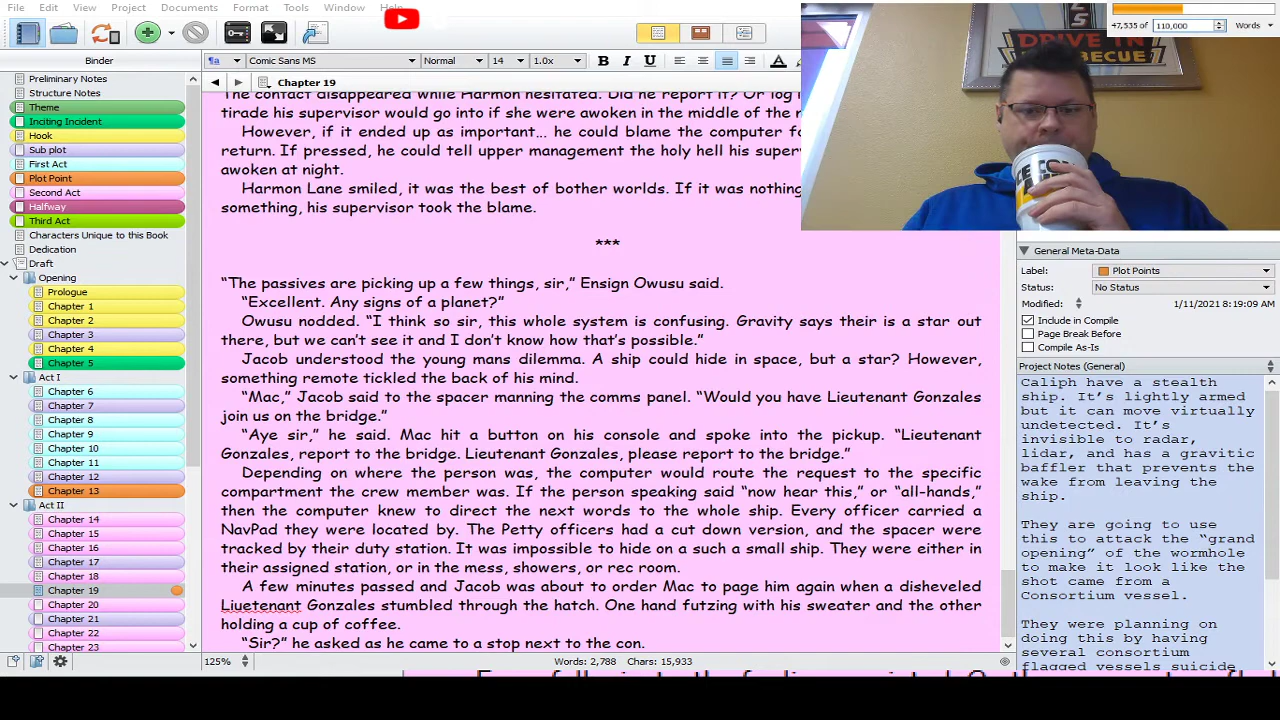 File Edit View Project Documents Format Tools Window Help
47,535 of 110,000 Words
DRIVE IN
BARBECUE
Binder
Comic Sans MS Normal 14 1.0x B I U A
Chapter 19
Preliminary Notes
Structure Notes
Theme
Inciting Incident
Hook
Sub plot
First Act
Plot Point
Second Act
Halfway
Third Act
Characters Unique to this Book
Dedication
Draft
Opening
Prologue
Chapter 1
Chapter 2
Chapter 3
Chapter 4
Chapter 5
Act I
Chapter 6
Chapter 7
Chapter 8
Chapter 9
Chapter 10
Chapter 11
Chapter 12
Chapter 13
Act II
Chapter 14
Chapter 15
Chapter 16
Chapter 17
Chapter 18
Chapter 19
Chapter 20
Chapter 21
Chapter 22
Chapter 23
The contact disappeared while Harmon hesitated. Did he report it? Or log
tirade his supervisor would go into if she were awoken in the middle of the
However, if it ended up as important... he could blame the computer
return. If pressed, he could tell upper management the holy hell his
awoken at night.
Harmon Lane smiled, it was the best of bother worlds. If it was nothing
something, his supervisor took the blame.
***
“The passives are picking up a few things, sir,” Ensign Owusu said.
“Excellent. Any signs of a planet?”
Owusu nodded. “I think so sir, this whole system is confusing. Gravity says their is a star out
there, but we can’t see it and I don’t know how that’s possible.”
Jacob understood the young mans dilemma. A ship could hide in space, but a star? However,
something remote tickled the back of his mind.
“Mac,” Jacob said to the spacer manning the comms panel. “Would you have Lieutenant Gonzales
join us on the bridge.”
“Aye sir,” he said. Mac hit a button on his console and spoke into the pickup. “Lieutenant
Gonzales, report to the bridge. Lieutenant Gonzales, please report to the bridge.”
Depending on where the person was, the computer would route the request to the specific
compartment the crew member was. If the person speaking said “now hear this,” or “all-hands,”
then the computer knew to direct the next words to the whole ship. Every officer carried a
NavPad they were located by. The Petty officers had a cut down version, and the spacer were
tracked by their duty station. It was impossible to hide on a such a small ship. They were either in
their assigned station, or in the mess, showers, or rec room.
A few minutes passed and Jacob was about to order Mac to page him again when a disheveled
Liuetenant Gonzales stumbled through the hatch. One hand futzing with his sweater and the other
holding a cup of coffee.
“Sir?” he asked as he came to a stop next to the con.
125% Words: 2,788 Chars: 15,933
General Meta-Data
Label: Plot Points
Status: No Status
Modified: 1/11/2021 8:19:09 AM
Include in Compile
Page Break Before
Compile As-Is
Project Notes (General)
Caliph have a stealth
ship. It’s lightly armed
but it can move virtually
undetected. It’s
invisible to radar,
lidar, and has a gravitic
baffler that prevents the
wake from leaving the
ship.
They are going to use
this to attack the “grand
opening” of the wormhole
to make it look like the
shot came from a
Consortium vessel.
They were planning on
doing this by having
several consortium
flagged vessels suicide